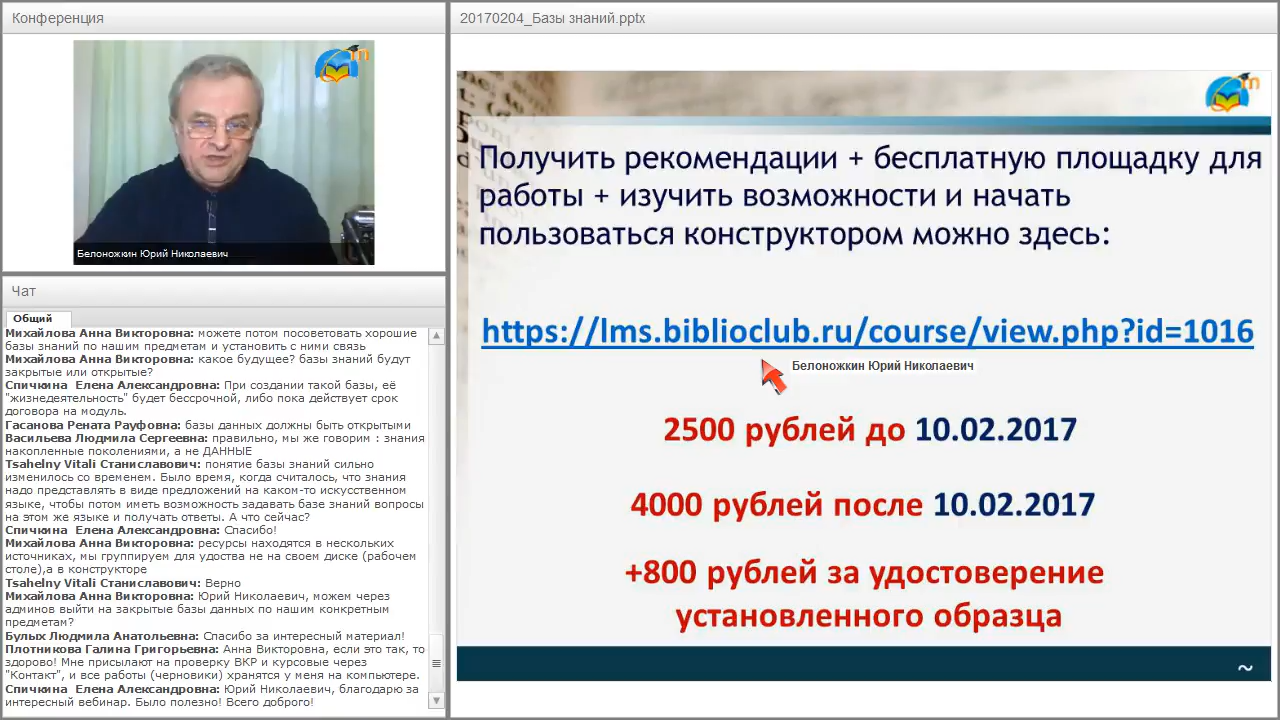 Конференция
Белоножкин Юрий Николаевич
Чат
Общий
Михайлова Анна Викторовна: можете потом посоветовать хорошие
базы знаний по нашим предметам и установить с ними связь
Михайлова Анна Викторовна: какое будущее? базы знаний будут
закрытые или открытые?
Спичкина Елена Александровна: При создании такой базы, её
"жизнедеятельность" будет бессрочной, либо пока действует срок
договора на модуль.
Гасанова Рената Рауфовна: базы данных должны быть открытыми
Васильева Людмила Сергеевна: правильно, мы же говорим : знания
накопленные поколениями, а не ДАННЫЕ
Tsahelny Vitali Станиславович: понятие базы знаний сильно
изменилось со временем. Было время, когда считалось, что знания
надо представлять в виде предложений на каком-то искусственном
языке, чтобы потом иметь возможность задавать базе знаний вопросы
на этом же языке и получать ответы. А что сейчас?
Спичкина Елена Александровна: Спасибо!
Михайлова Анна Викторовна: ресурсы находятся в нескольких
источниках, мы группируем для удоства не на своем диске (рабочем
столе),а в конструкторе
Tsahelny Vitali Станиславович: Верно
Михайлова Анна Викторовна: Юрий Николаевич, можем через
админов выйти на закрытые базы данных по нашим конкретным
предметам?
Булых Людмила Анатольевна: Спасибо за интересный материал!
Плотникова Галина Григорьевна: Анна Викторовна, если это так, то
здорово! Мне присылают на проверку ВКР и курсовые через
"Контакт", и все работы (черновики) хранятся у меня на компьютере.
Спичкина Елена Александровна: Юрий Николаевич, благодарю за
интересный вебинар. Было полезно! Всего доброго!
20170204_Базы знаний.pptx
Получить рекомендации + бесплатную площадку для
работы + изучить возможности и начать
пользоваться конструктором можно здесь:
https://lms.biblioclub.ru/course/view.php?id=1016
Белоножкин Юрий Николаевич
2500 рублей до 10.02.2017
4000 рублей после 10.02.2017
+800 рублей за удостоверение
установленного образца
~